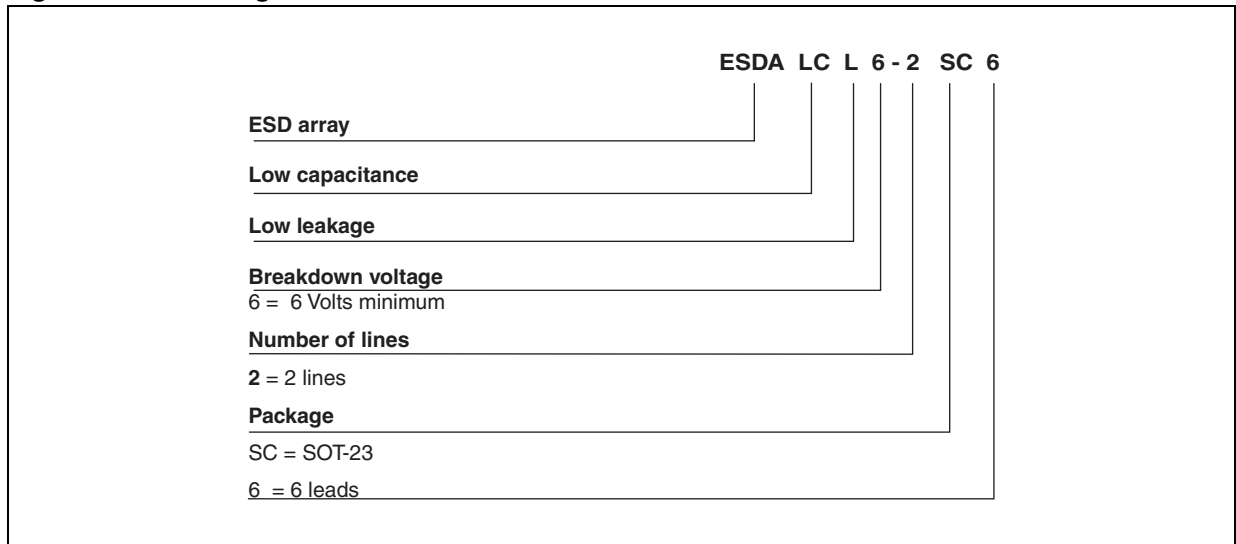 ESDA LC L 6 - 2 SC 6
ESD array
Low capacitance
Low leakage
Breakdown voltage
6 = 6 Volts minimum
Number of lines
2 = 2 lines
Package
SC = SOT-23
6 = 6 leads